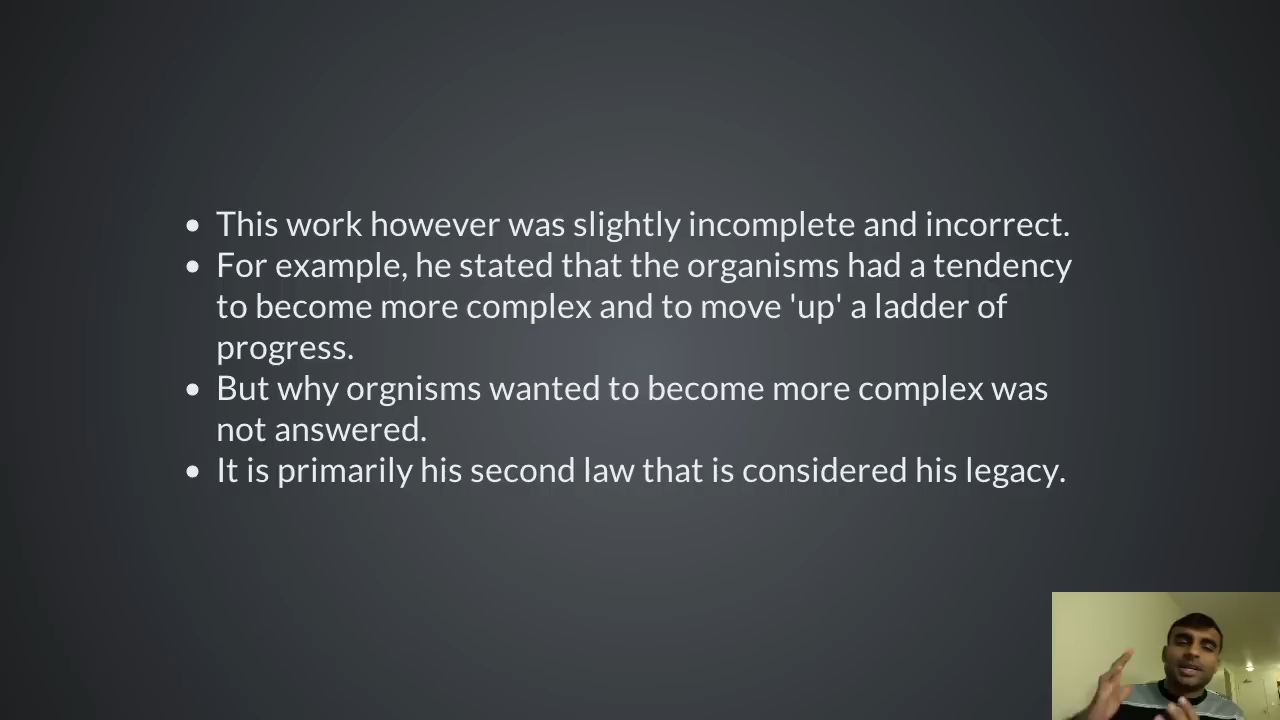 This work however was slightly incomplete and incorrect.
For example, he stated that the organisms had a tendency
to become more complex and to move 'up' a ladder of
progress.
But why orgnisms wanted to become more complex was
not answered.
It is primarily his second law that is considered his legacy.